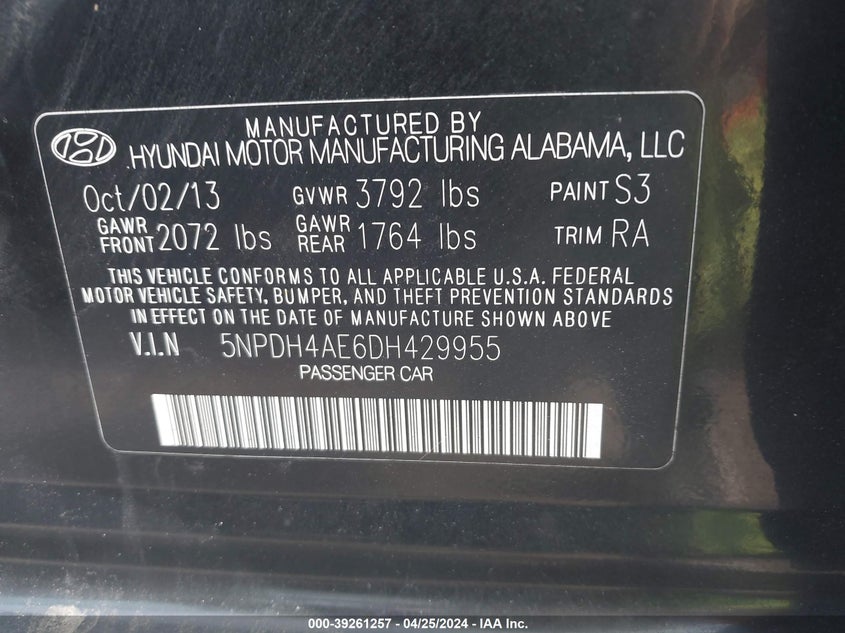 MANUFACTURED BY
HYUNDAI MOTOR MANUFACTURING ALABAMA, LLC
Oct/02/13 GVWR 3792 lbs PAINT S3
GAWR FRONT 2072 lbs GAWR REAR 1764 lbs TRIM RA
THIS VEHICLE CONFORMS TO ALL APPLICABLE U.S.A. FEDERAL
MOTOR VEHICLE SAFETY, BUMPER, AND THEFT PREVENTION STANDARDS
IN EFFECT ON THE DATE OF MANUFACTURE SHOWN ABOVE
V.I.N 5NPDH4AE6DH429955
PASSENGER CAR
000-39261257 - 04/25/2024 - IAA Inc.